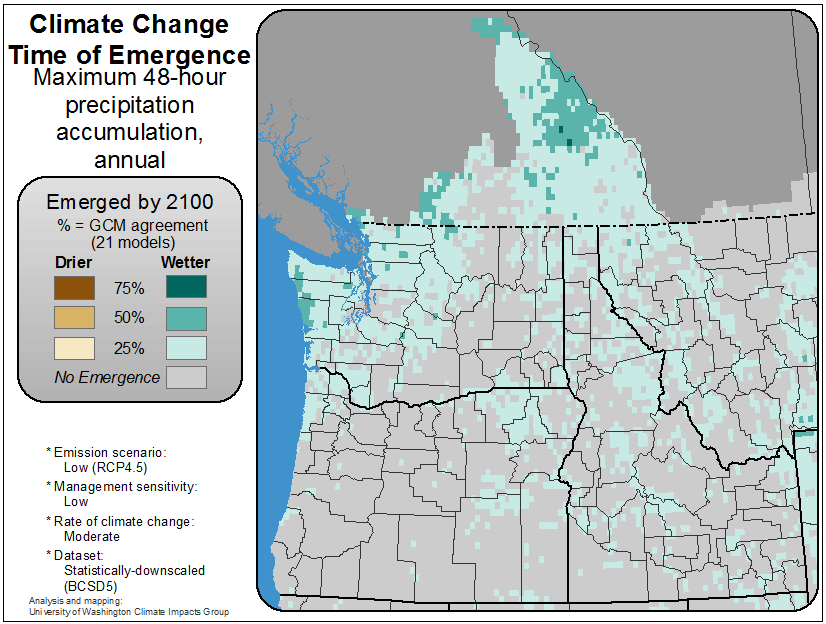 Climate Change
Time of Emergence
Maximum 48-hour
precipitation
accumulation,
annual
Emerged by 2100
% = GCM agreement
(21 models)
Drier Wetter
75%
50%
25%
No Emergence
* Emission scenario:
Low (RCP4.5)
* Management sensitivity:
Low
* Rate of climate change:
Moderate
* Dataset:
Statistically-downscaled
(BCSD5)
Analysis and mapping:
University of Washington Climate Impacts Group